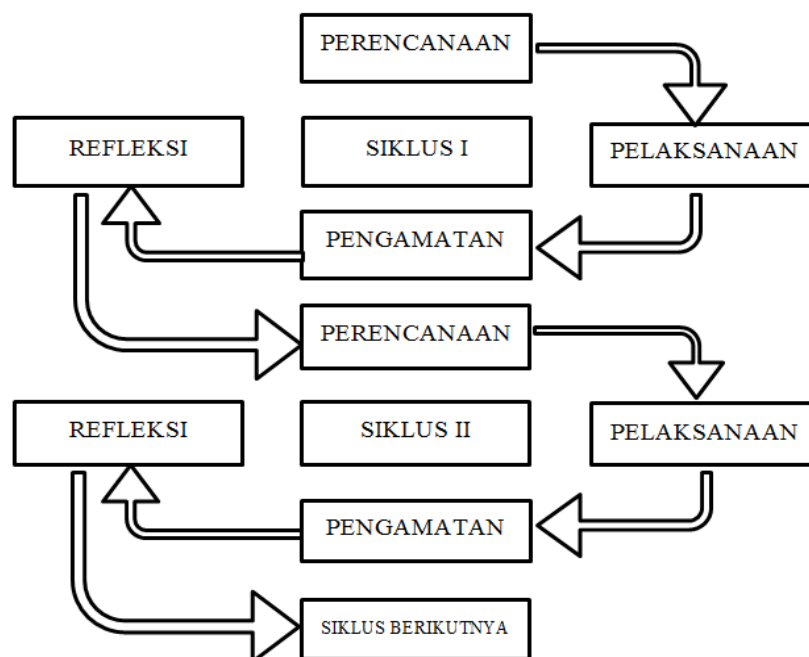 PERENCANAAN
REFLEKSI
SIKLUS I
PELAKSANAAN
PENGAMATAN
PERENCANAAN
REFLEKSI
SIKLUS II
PELAKSANAAN
PENGAMATAN
SIKLUS BERIKUTNYA